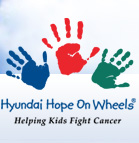 Hyundai Hope On Wheels®
Helping Kids Fight Cancer